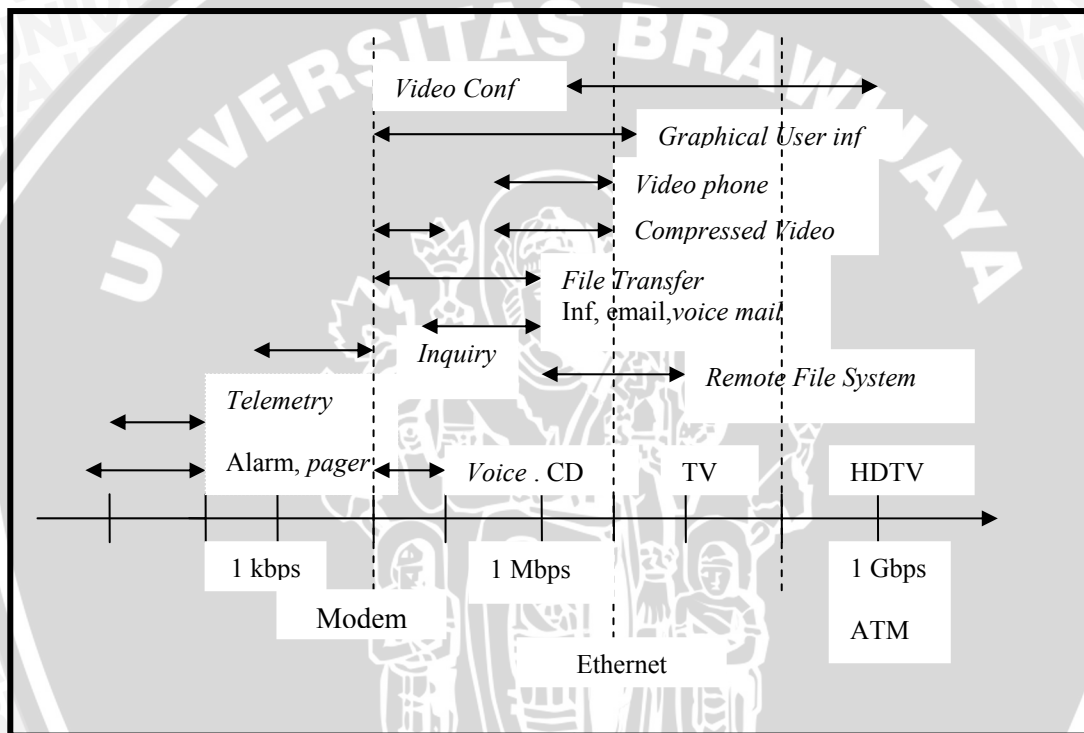 UNIVERSITAS BRAWIJAYA
Video Conf
Graphical User inf
Video phone
Compressed Video
File Transfer
Inf, email,voice mail
Inquiry
Remote File System
Telemetry
Alarm, pager
Voice . CD
TV
HDTV
1 kbps
1 Mbps
1 Gbps
Modem
ATM
Ethernet